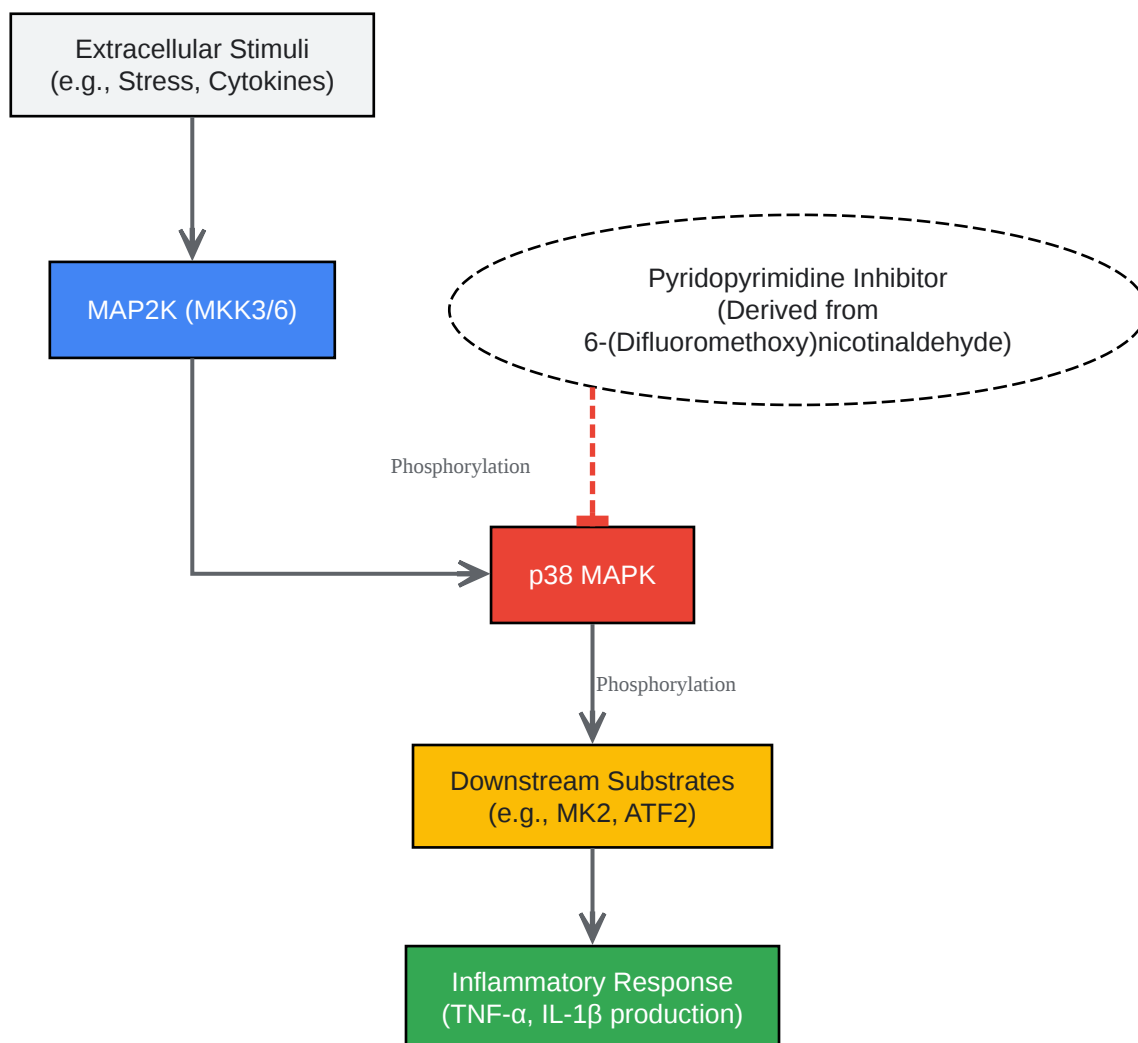 Extracellular Stimuli
(e.g., Stress, Cytokines)
MAP2K (MKK3/6)
Pyridopyrimidine Inhibitor
(Derived from
6-(Difluoromethoxy)nicotinaldehyde)
Phosphorylation
p38 MAPK
Phosphorylation
Downstream Substrates
(e.g., MK2, ATF2)
Inflammatory Response
(TNF-α, IL-1β production)